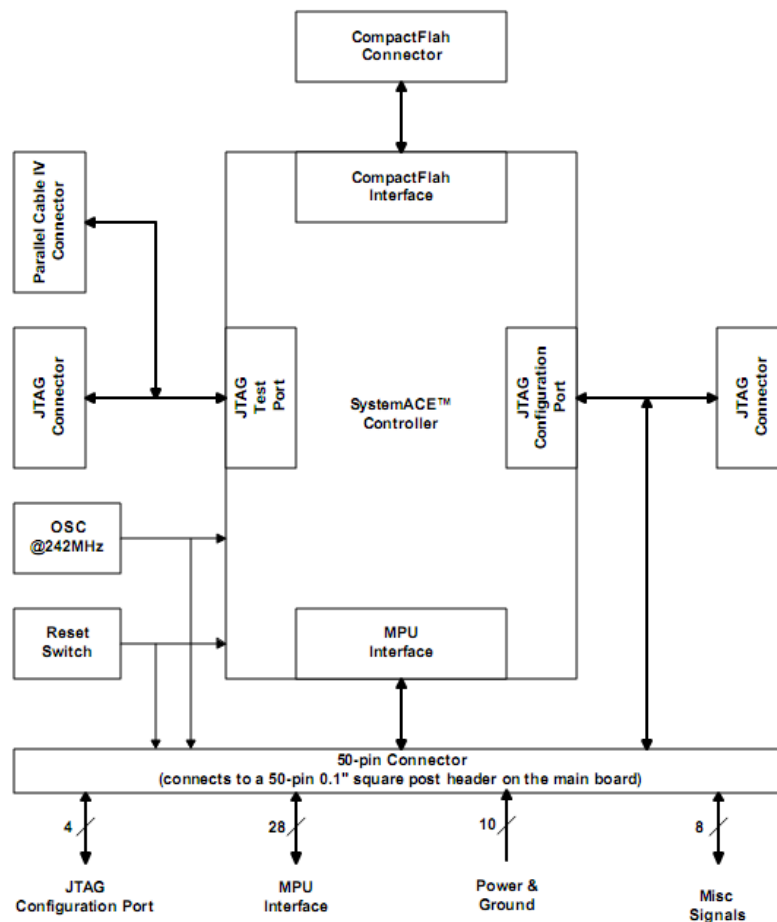 CompactFlah
Connector
CompactFlah
Interface
Parallel Cable IV
Connector
JTAG
Connector
JTAG
Test
Port
SystemACE™
Controller
JTAG
Configuration
Port
JTAG
Connector
OSC
@242MHz
Reset
Switch
MPU
Interface
50-pin Connector
(connects to a 50-pin 0.1" square post header on the main board)
4
28
10
8
JTAG
Configuration Port
MPU
Interface
Power &
Ground
Misc
Signals